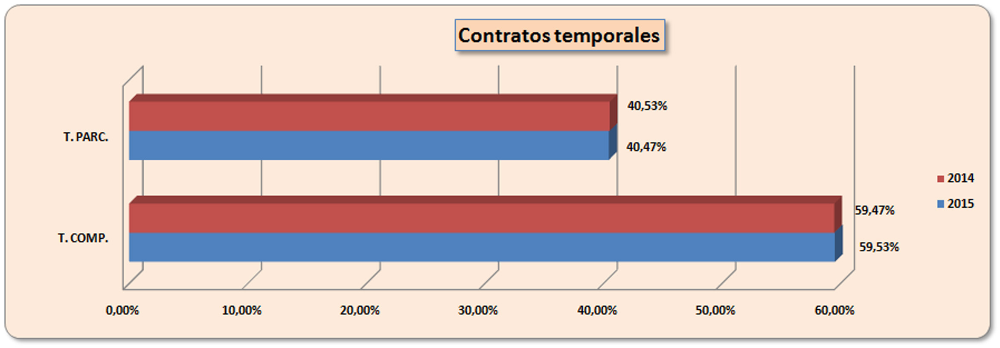 Contratos temporales
40,53%
T. PARC.
40,47%
2014
2015
59,47%
T. COMP.
59,53%
0,00% 10,00% 20,00% 30,00% 40,00% 50,00% 60,00%